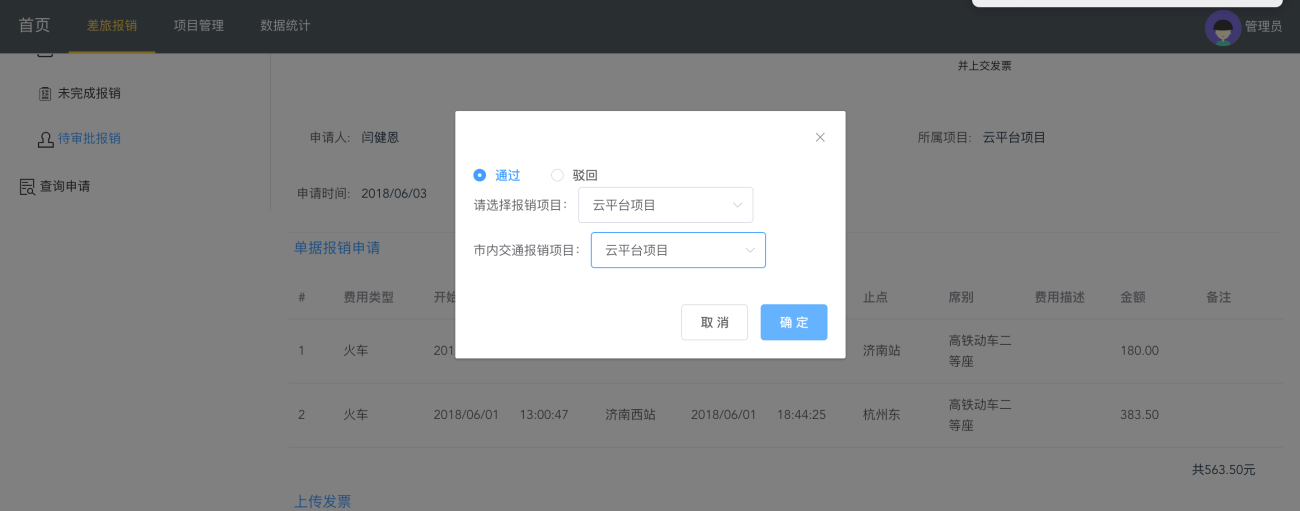 首页 差旅报销 项目管理 数据统计 管理员
并上交发票
未完成报销
待审批报销
查询申请
申请人: 闫健恩 所属项目: 云平台项目
申请时间: 2018/06/03
通过 驳回
请选择报销项目: 云平台项目
市内交通报销项目: 云平台项目
取 消 确 定
单据报销申请
# 费用类型 开始 止点 席别 费用描述 金额 备注
1 火车 201 济南站 高铁动车二等座 180.00
2 火车 2018/06/01 13:00:47 济南西站 2018/06/01 18:44:25 杭州东 高铁动车二等座 383.50
共563.50元
上传发票